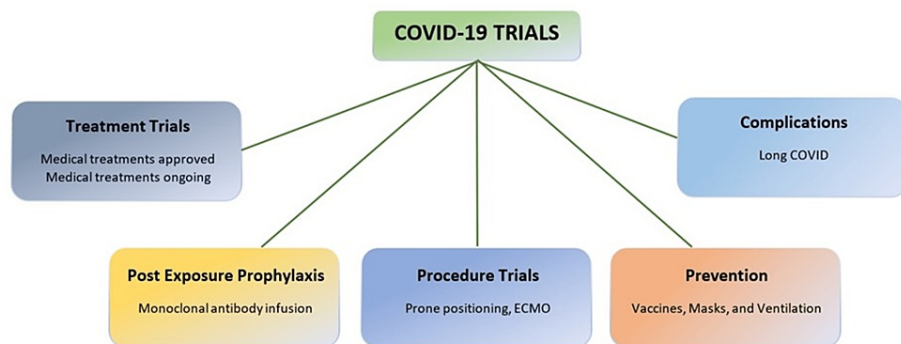 COVID-19 TRIALS
Treatment Trials
Medical treatments approved
Medical treatments ongoing
Complications
Long COVID
Post Exposure Prophylaxis
Monoclonal antibody infusion
Procedure Trials
Prone positioning, ECMO
Prevention
Vaccines, Masks, and Ventilation